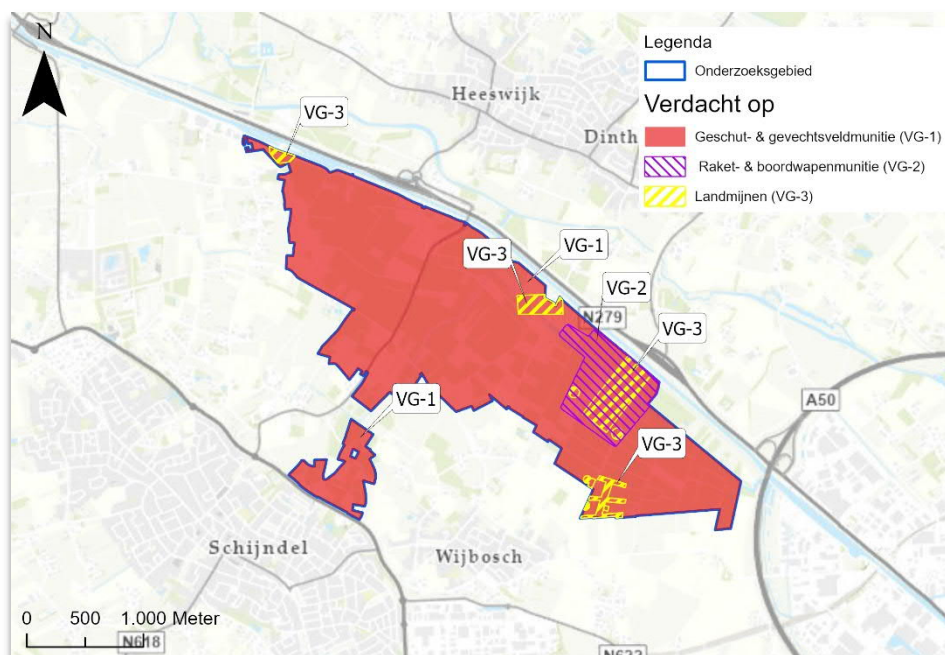 N
Legenda
Onderzoeksgebied
Verdacht op
Geschut- & gevechtsveldmunitie (VG-1)
Raket- & boordwapenmunitie (VG-2)
Landmijnen (VG-3)
Heeswijk
Dinth
VG-3
VG-3
VG-1
VG-2
N279
VG-3
A50
VG-1
VG-3
Schijndel
Wijbosch
0 500 1.000 Meter
N618